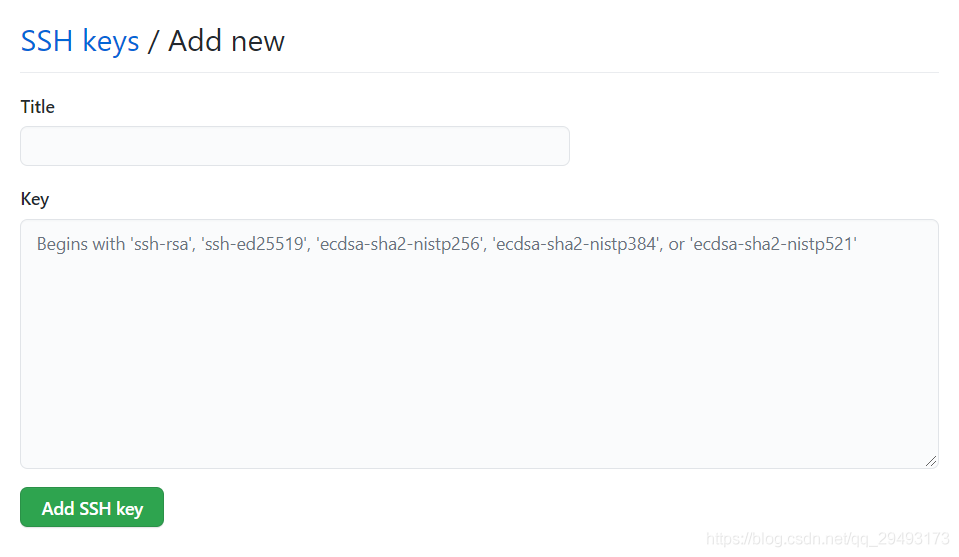 SSH keys / Add new
Title
Key
Begins with 'ssh-rsa', 'ssh-ed25519', 'ecdsa-sha2-nistp256', 'ecdsa-sha2-nistp384', or 'ecdsa-sha2-nistp521'
Add SSH key
https://blog.csdn.net/qq_29493173